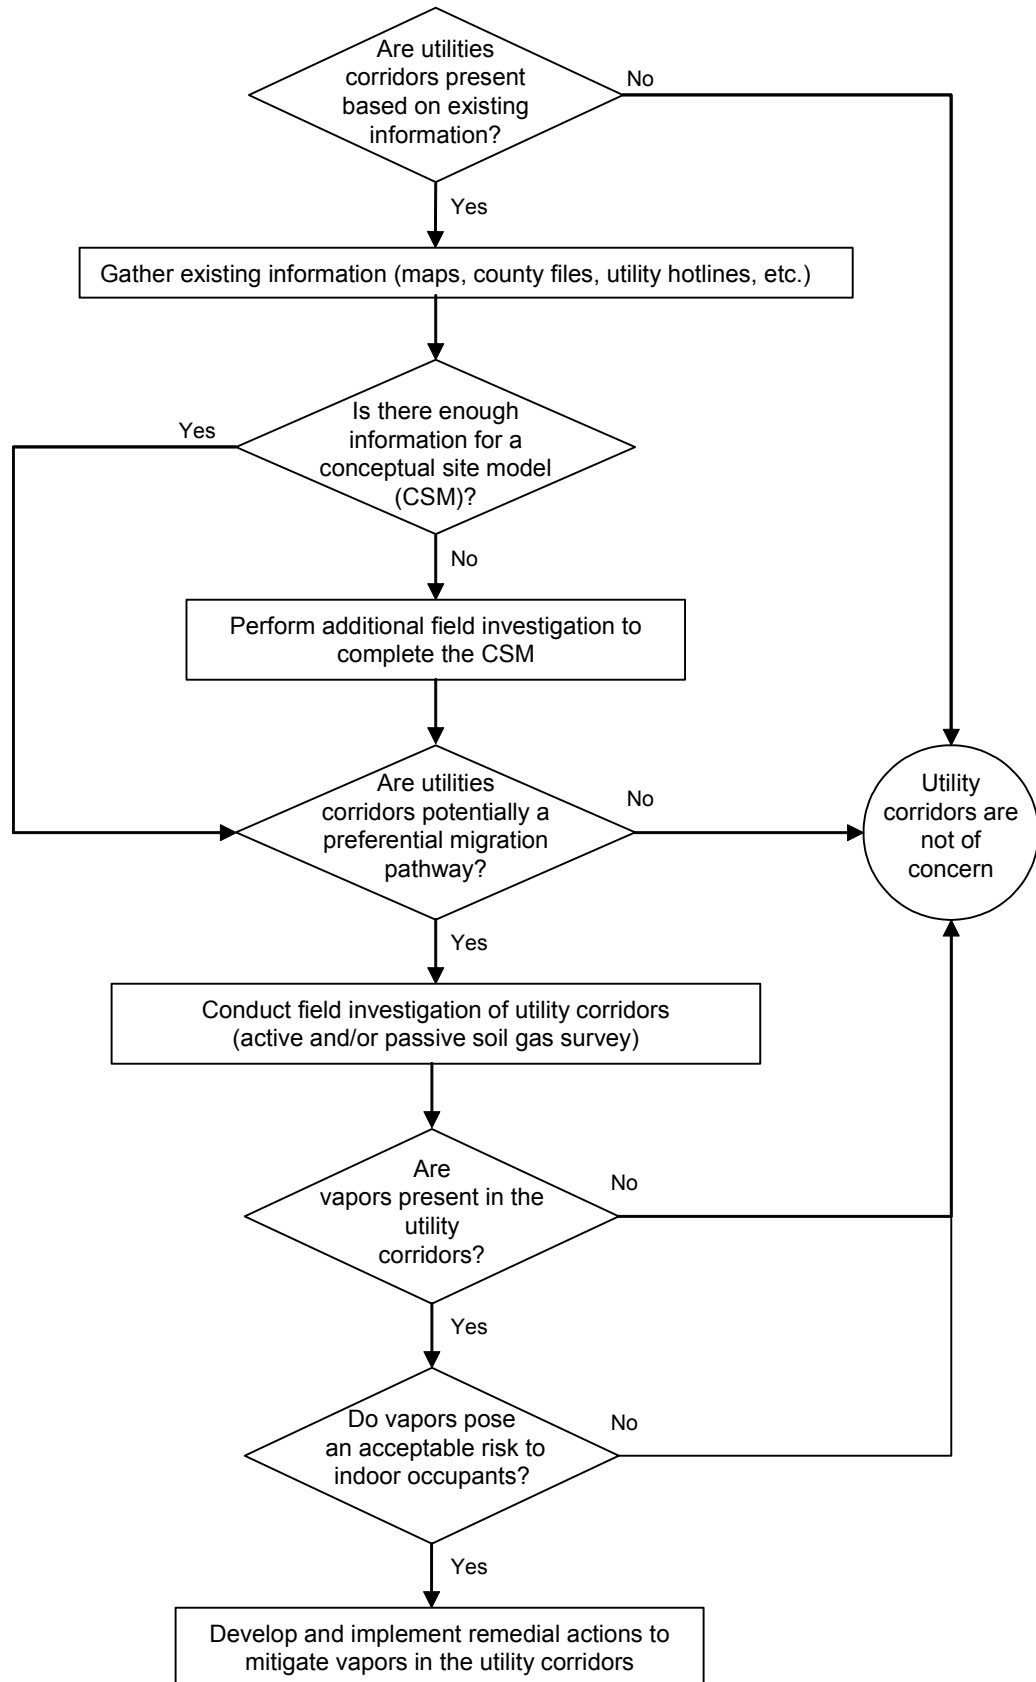 Are utilities
corridors present
based on existing
information?
No
Yes
Gather existing information (maps, county files, utility hotlines, etc.)
Is there enough
information for a
conceptual site model
(CSM)?
Yes
No
Perform additional field investigation to
complete the CSM
Are utilities
corridors potentially a
preferential migration
pathway?
No
Utility
corridors are
not of
concern
Yes
Conduct field investigation of utility corridors
(active and/or passive soil gas survey)
Are
vapors present in the
utility
corridors?
No
Yes
Do vapors pose
an acceptable risk to
indoor occupants?
No
Yes
Develop and implement remedial actions to
mitigate vapors in the utility corridors